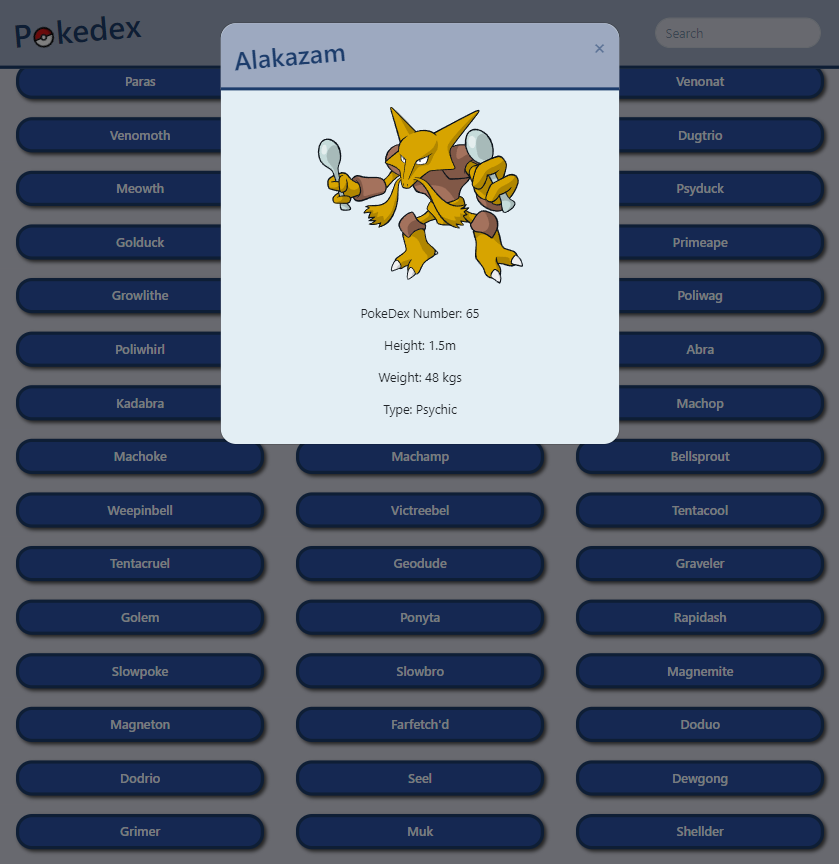 Pokedex
Search
Alakazam
×
PokeDex Number: 65
Height: 1.5m
Weight: 48 kgs
Type: Psychic
Paras
Venonat
Venomoth
Dugtrio
Meowth
Psyduck
Golduck
Primeape
Growlithe
Poliwag
Poliwhirl
Abra
Kadabra
Machop
Machoke
Machamp
Bellsprout
Weepinbell
Victreebel
Tentacool
Tentacruel
Geodude
Graveler
Golem
Ponyta
Rapidash
Slowpoke
Slowbro
Magnemite
Magneton
Farfetch'd
Doduo
Dodrio
Seel
Dewgong
Grimer
Muk
Shellder